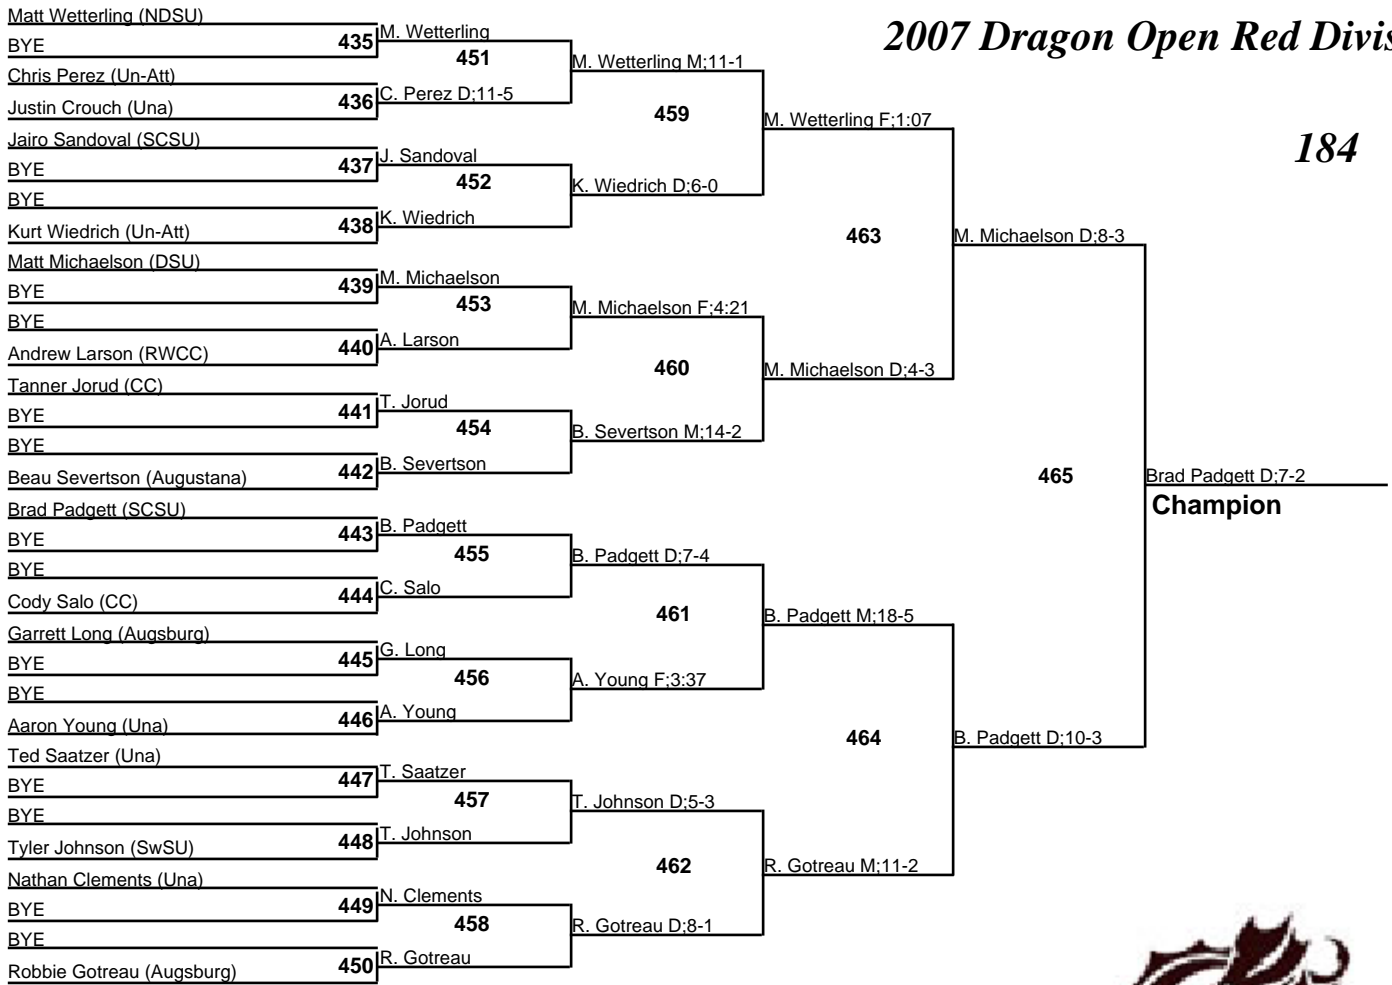 2007 Dragon Open Red Divis
184
Matt Wetterling (NDSU)
BYE
435
Chris Perez (Un-Att)
Justin Crouch (Una)
436
Jairo Sandoval (SCSU)
BYE
437
BYE
Kurt Wiedrich (Un-Att)
438
Matt Michaelson (DSU)
BYE
439
BYE
Andrew Larson (RWCC)
440
Tanner Jorud (CC)
BYE
441
BYE
Beau Severtson (Augustana)
442
Brad Padgett (SCSU)
BYE
443
BYE
Cody Salo (CC)
444
Garrett Long (Augsburg)
BYE
445
BYE
Aaron Young (Una)
446
Ted Saatzer (Una)
BYE
447
BYE
Tyler Johnson (SwSU)
448
Nathan Clements (Una)
BYE
449
BYE
Robbie Gotreau (Augsburg)
450
M. Wetterling
451
C. Perez D;11-5
J. Sandoval
452
K. Wiedrich
M. Michaelson
453
A. Larson
T. Jorud
454
B. Severtson
B. Padgett
455
C. Salo
G. Long
456
A. Young
T. Saatzer
457
T. Johnson
N. Clements
458
R. Gotreau
M. Wetterling M;11-1
459
K. Wiedrich D;6-0
M. Michaelson F;4:21
460
B. Severtson M;14-2
B. Padgett D;7-4
461
A. Young F;3:37
T. Johnson D;5-3
462
R. Gotreau D;8-1
M. Wetterling F;1:07
463
M. Michaelson D;4-3
B. Padgett M;18-5
464
R. Gotreau M;11-2
M. Michaelson D;8-3
465
B. Padgett D;10-3
Brad Padgett D;7-2
Champion